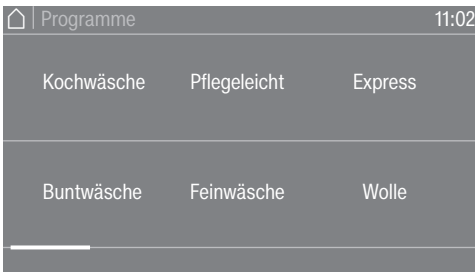 Programme 11:02
Kochwäsche Pflegeleicht Express
Buntwäsche Feinwäsche Wolle